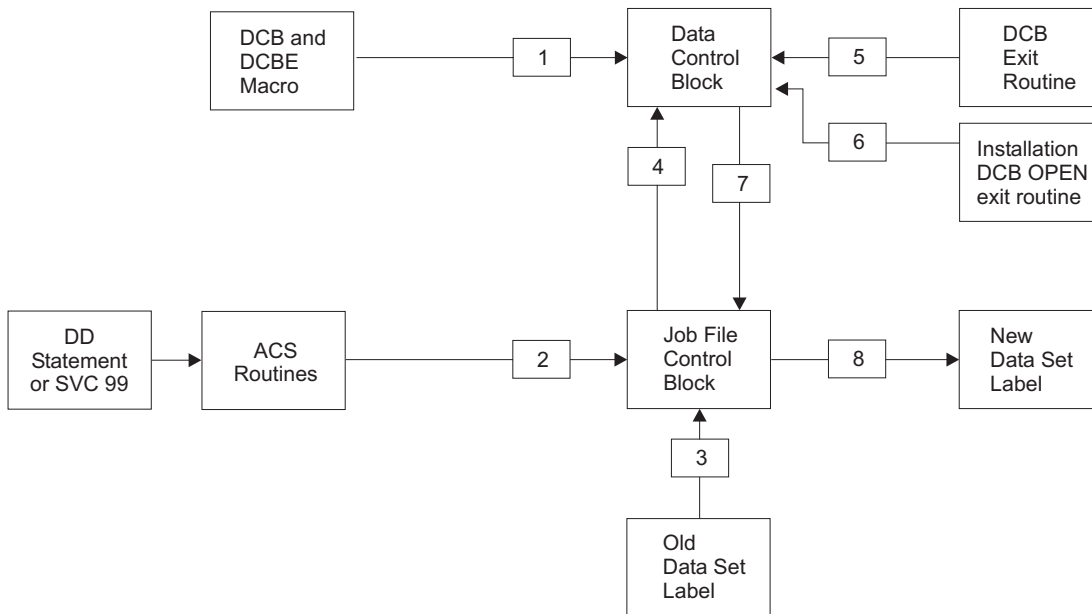 DCB and
DCBE
Macro
1
Data
Control
Block
5
DCB
Exit
Routine
6
Installation
DCB OPEN
exit routine
4
7
DD
Statement
or SVC 99
ACS
Routines
2
Job File
Control
Block
8
New
Data Set
Label
3
Old
Data Set
Label